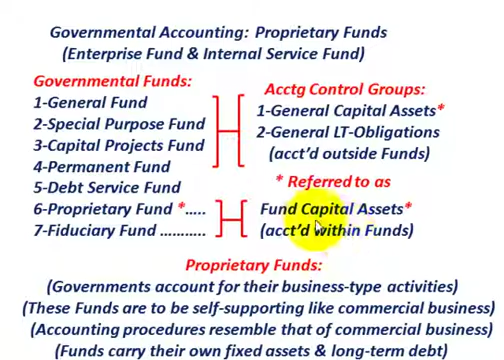 Governmental Accounting: Proprietary Funds
(Enterprise Fund & Internal Service Fund)
Governmental Funds:
1-General Fund
2-Special Purpose Fund
3-Capital Projects Fund
4-Permanent Fund
5-Debt Service Fund
6-Proprietary Fund *.....
7-Fiduciary Fund ...........
Acctg Control Groups:
1-General Capital Assets*
2-General LT-Obligations
(acct'd outside Funds)
* Referred to as
Fund Capital Assets*
(acct'd within Funds)
Proprietary Funds:
(Governments account for their business-type activities)
(These Funds are to be self-supporting like commercial business)
(Accounting procedures resemble that of commercial business)
(Funds carry their own fixed assets & long-term debt)